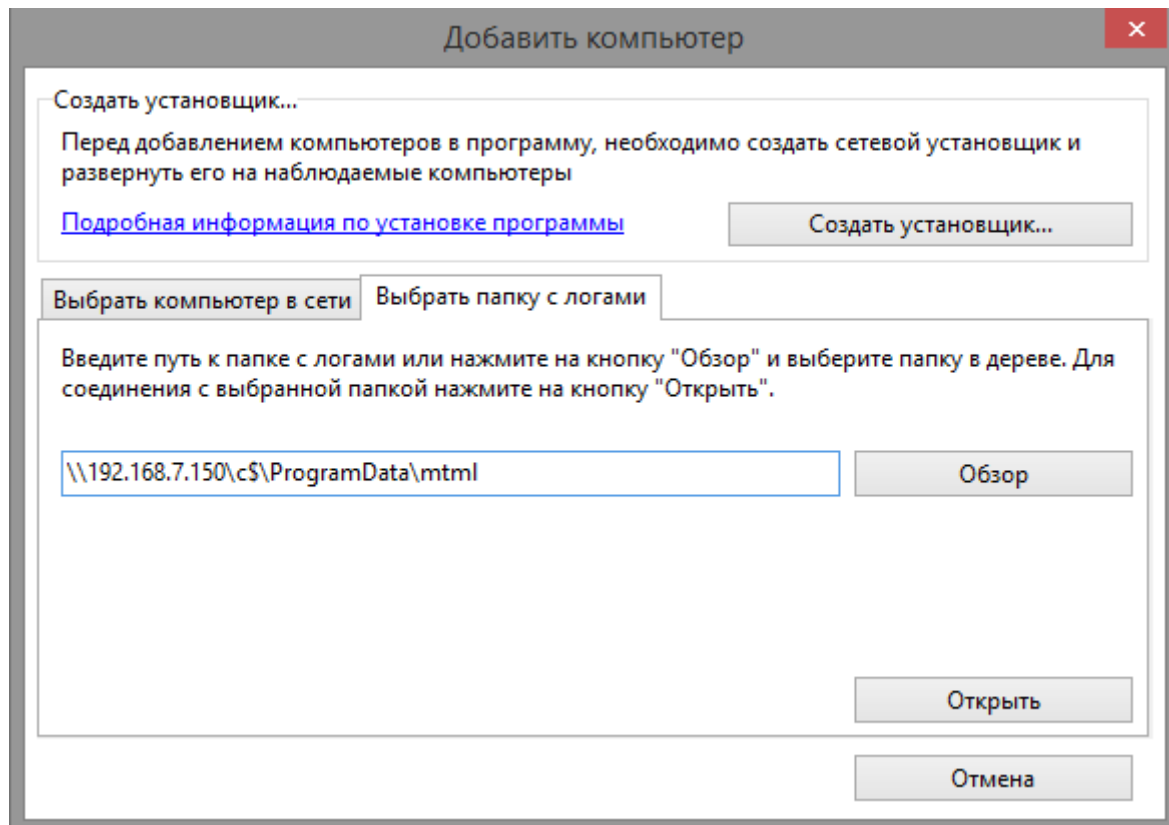 Добавить компьютер
Создать установщик...
Перед добавлением компьютеров в программу, необходимо создать сетевой установщик и
развернуть его на наблюдаемые компьютеры
Подробная информация по установке программы
Создать установщик...
Выбрать компьютер в сети
Выбрать папку с логами
Введите путь к папке с логами или нажмите на кнопку "Обзор" и выберите папку в дереве. Для
соединения с выбранной папкой нажмите на кнопку "Открыть".
\\192.168.7.150\c$\ProgramData\mtml
Обзор
Открыть
Отмена